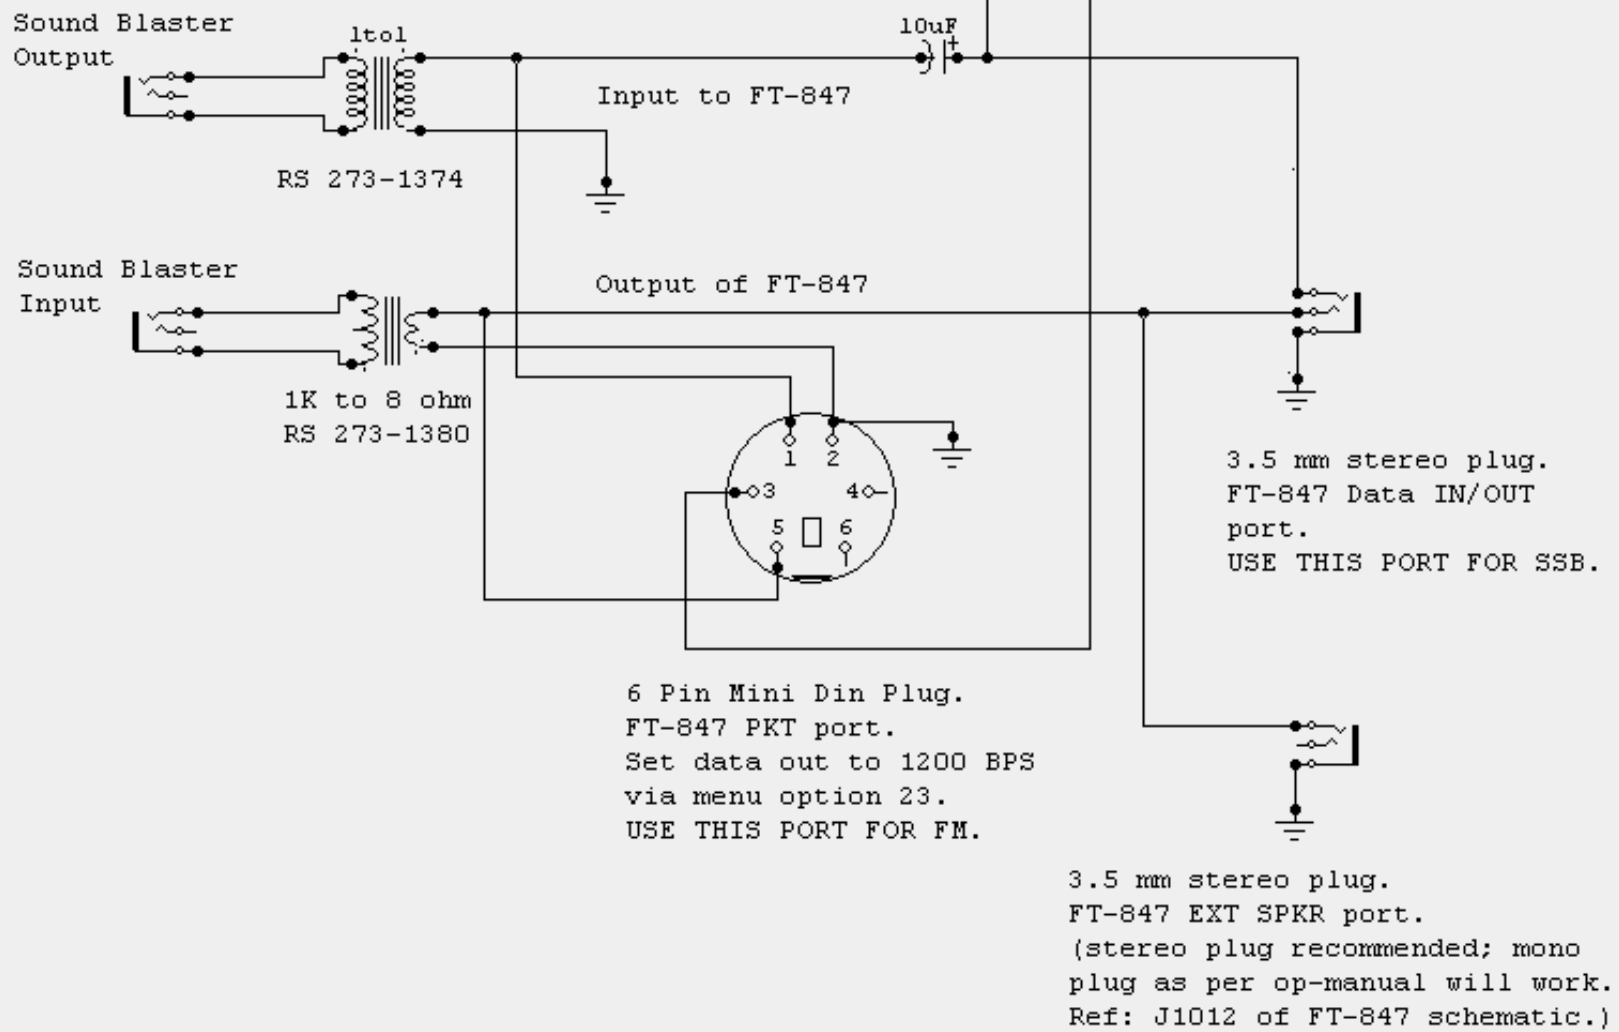 Sound Blaster
Output
1to1
10uF
+
Input to FT-847
RS 273-1374
Sound Blaster
Input
Output of FT-847
1K to 8 ohm
RS 273-1380
1 2
3 4
5 6
3.5 mm stereo plug.
FT-847 Data IN/OUT
port.
USE THIS PORT FOR SSB.
6 Pin Mini Din Plug.
FT-847 PKT port.
Set data out to 1200 BPS
via menu option 23.
USE THIS PORT FOR FM.
3.5 mm stereo plug.
FT-847 EXT SPKR port.
(stereo plug recommended; mono
plug as per op-manual will work.
Ref: J1012 of FT-847 schematic.)